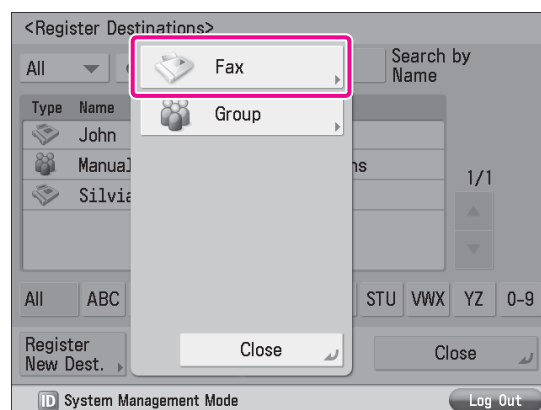 <Register Destinations>
All
Fax
Search by
Name
Type Name
Group
John
Manual
ns
Silvia
1/1
All ABC STU VWX YZ 0-9
Register
New Dest.
Close
Close
ID System Management Mode Log Out